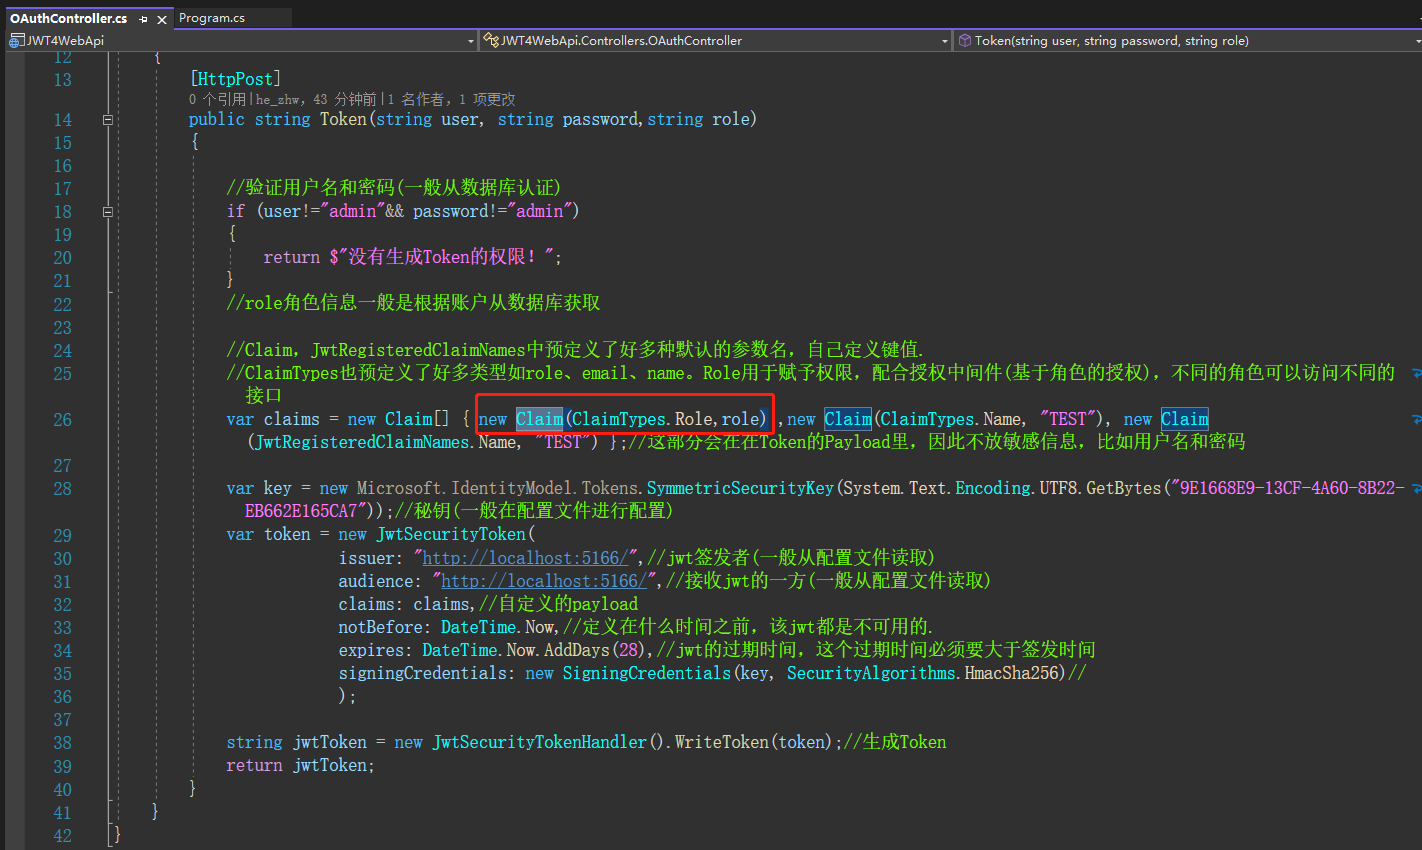 OAuthController.cs Program.cs
JWT4WebApi JWT4WebApi.Controllers.OAuthController Token(string user, string password, string role)
12 {
13 [HttpPost]
0 个引用|he_zhw, 43 分钟前|1 名作者, 1 项更改
14 public string Token(string user, string password,string role)
15 {
16
17 //验证用户名和密码(一般从数据库认证)
18 if (user!="admin"&& password!="admin")
19 {
20 return $"没有生成Token的权限! ";
21 }
22 //role角色信息一般是根据账户从数据库获取
23
24 //Claim, JwtRegisteredClaimNames中预定义了好多种默认的参数名, 自己定义键值.
25 //ClaimTypes也预定义了好多类型如role、email、name。Role用于赋予权限, 配合授权中间件(基于角色的授权), 不同的角色可以访问不同的
接口
26 var claims = new Claim[] { new Claim(ClaimTypes.Role,role) ,new Claim(ClaimTypes.Name, "TEST"), new Claim
(JwtRegisteredClaimNames.Name, "TEST") };//这部分会在在Token的Payload里, 因此不放敏感信息, 比如用户名和密码
27
28 var key = new Microsoft.IdentityModel.Tokens.SymmetricSecurityKey(System.Text.Encoding.UTF8.GetBytes("9E1668E9-13CF-4A60-8B22-
EB662E165CA7"));//秘钥(一般在配置文件进行配置)
29 var token = new JwtSecurityToken(
30 issuer: "http://localhost:5166/",//jwt签发者(一般从配置文件读取)
31 audience: "http://localhost:5166/",//接收jwt的一方(一般从配置文件读取)
32 claims: claims,//自定义的payload
33 notBefore: DateTime.Now,//定义在什么时间之前, 该jwt都是不可用的.
34 expires: DateTime.Now.AddDays(28),//jwt的过期时间, 这个过期时间必须要大于签发时间
35 signingCredentials: new SigningCredentials(key, SecurityAlgorithms.HmacSha256)//
36 );
37
38 string jwtToken = new JwtSecurityTokenHandler().WriteToken(token);//生成Token
39 return jwtToken;
40 }
41 }
42 }